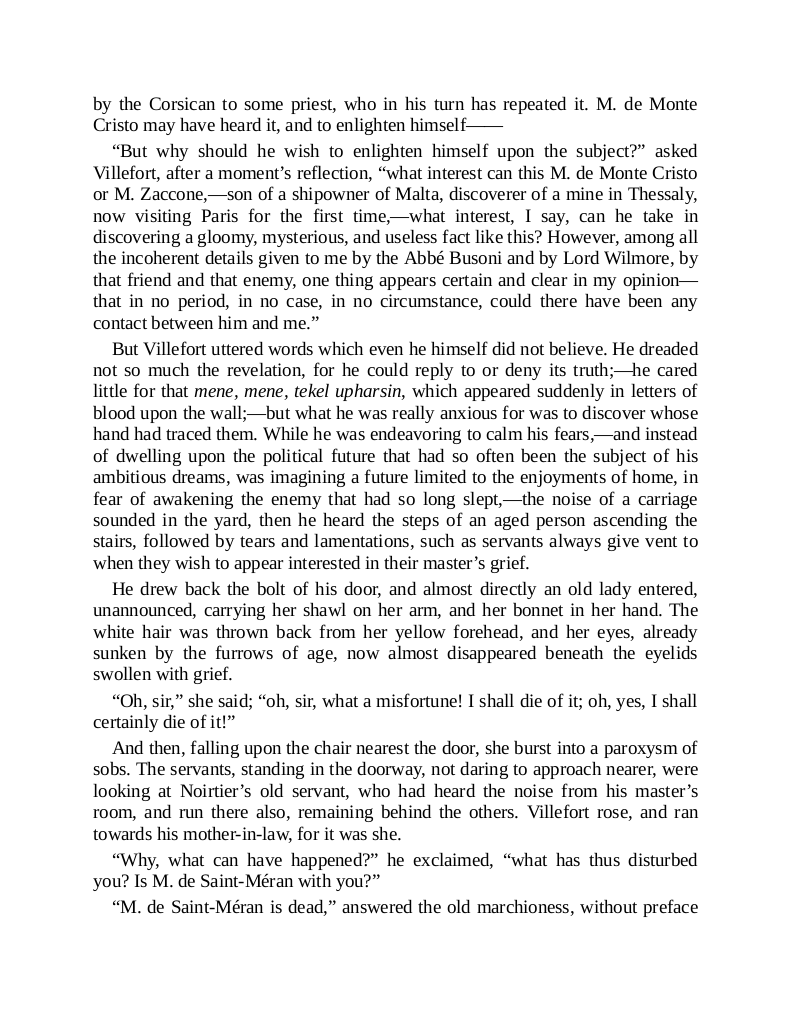 by the Corsican to some priest, who in his turn has repeated it. M. de Monte
Cristo may have heard it, and to enlighten himself——
“But why should he wish to enlighten himself upon the subject?” asked
Villefort, after a moment’s reflection, “what interest can this M. de Monte Cristo
or M. Zaccone,—son of a shipowner of Malta, discoverer of a mine in Thessaly,
now visiting Paris for the first time,—what interest, I say, can he take in
discovering a gloomy, mysterious, and useless fact like this? However, among all
the incoherent details given to me by the Abbé Busoni and by Lord Wilmore, by
that friend and that enemy, one thing appears certain and clear in my opinion—
that in no period, in no case, in no circumstance, could there have been any
contact between him and me.”
But Villefort uttered words which even he himself did not believe. He dreaded
not so much the revelation, for he could reply to or deny its truth;—he cared
little for that mene, mene, tekel upharsin, which appeared suddenly in letters of
blood upon the wall;—but what he was really anxious for was to discover whose
hand had traced them. While he was endeavoring to calm his fears,—and instead
of dwelling upon the political future that had so often been the subject of his
ambitious dreams, was imagining a future limited to the enjoyments of home, in
fear of awakening the enemy that had so long slept,—the noise of a carriage
sounded in the yard, then he heard the steps of an aged person ascending the
stairs, followed by tears and lamentations, such as servants always give vent to
when they wish to appear interested in their master’s grief.
He drew back the bolt of his door, and almost directly an old lady entered,
unannounced, carrying her shawl on her arm, and her bonnet in her hand. The
white hair was thrown back from her yellow forehead, and her eyes, already
sunken by the furrows of age, now almost disappeared beneath the eyelids
swollen with grief.
“Oh, sir,” she said; “oh, sir, what a misfortune! I shall die of it; oh, yes, I shall
certainly die of it!”
And then, falling upon the chair nearest the door, she burst into a paroxysm of
sobs. The servants, standing in the doorway, not daring to approach nearer, were
looking at Noirtier’s old servant, who had heard the noise from his master’s
room, and run there also, remaining behind the others. Villefort rose, and ran
towards his mother-in-law, for it was she.
“Why, what can have happened?” he exclaimed, “what has thus disturbed
you? Is M. de Saint-Méran with you?”
“M. de Saint-Méran is dead,” answered the old marchioness, without preface